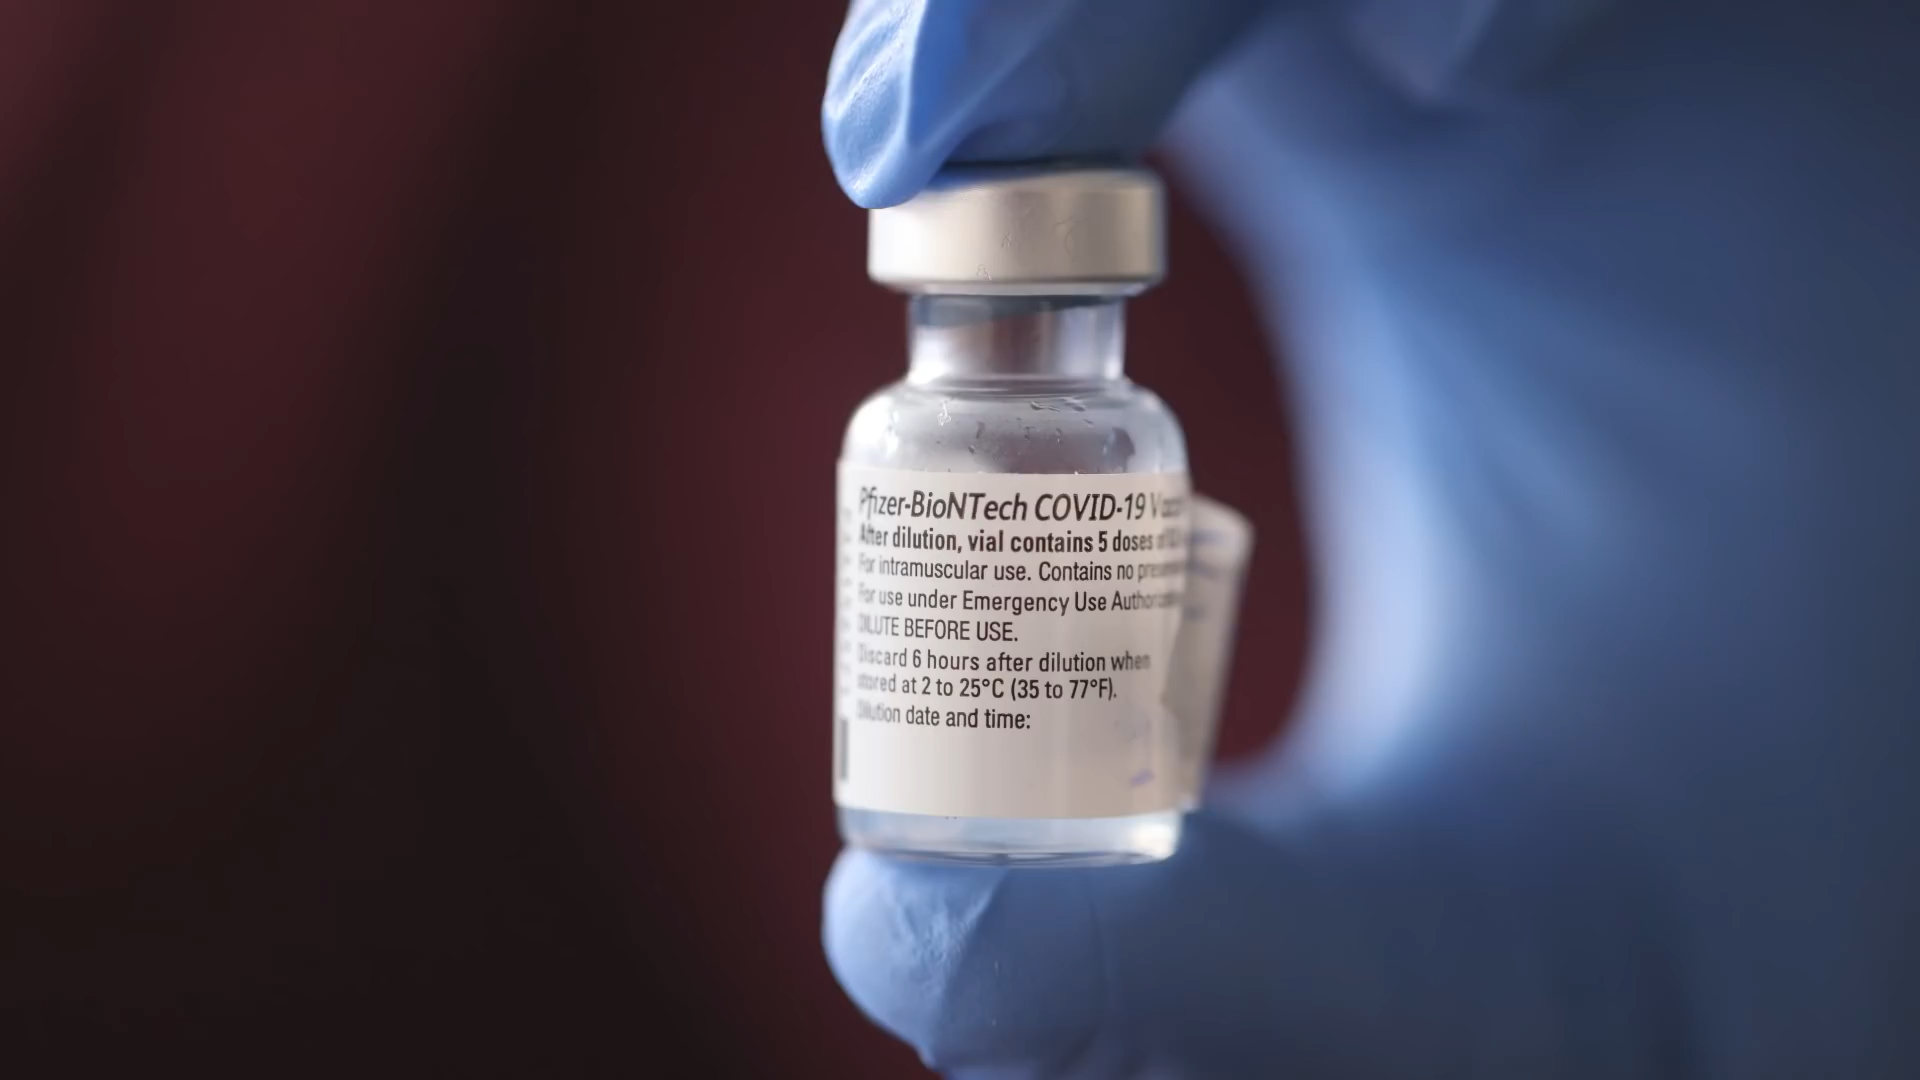 Pfizer-BioNTech COVID-19
After dilution, vial contains 5 doses
For intramuscular use. Contains no
For use under Emergency Use
DILUTE BEFORE USE.
Discard 6 hours after dilution when
stored at 2 to 25°C (35 to 77°F).
Dilution date and time: